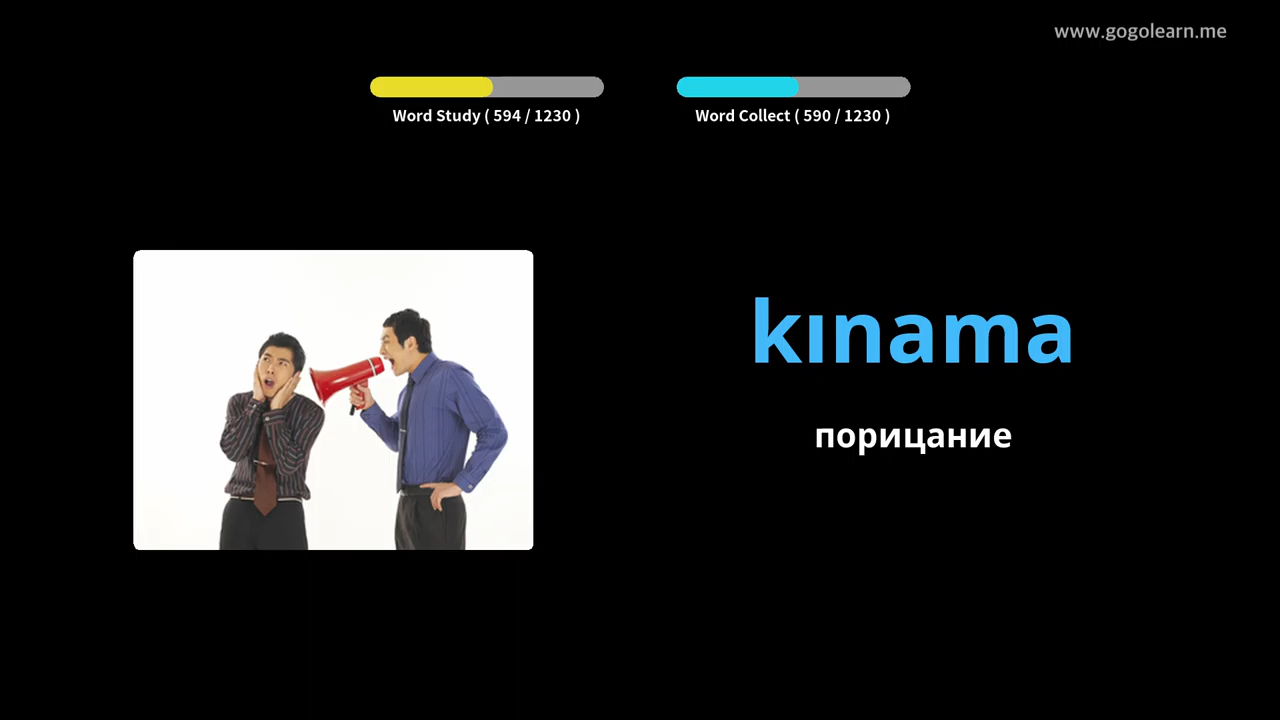 www.gogolearn.me
Word Study ( 594 / 1230 )
Word Collect ( 590 / 1230 )
kınama
порицание